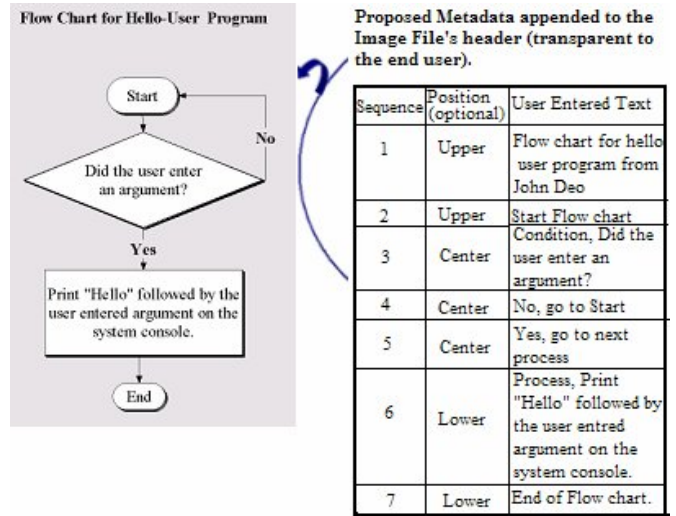 Flow Chart for Hello-User Program
Start
No
Did the user enter
an argument?
Yes
Print "Hello" followed by the
user entered argument on the
system console.
End
Proposed Metadata appended to the
Image File's header (transparent to
the end user).
Sequence Position (optional) User Entered Text
1 Upper Flow chart for hello
user program from
John Deo
2 Upper Start Flow chart
3 Center Condition, Did the
user enter an
argument?
4 Center No, go to Start
5 Center Yes, go to next
process
6 Lower Process, Print
"Hello" followed by
the user entred
argument on the
system console.
7 Lower End of Flow chart.